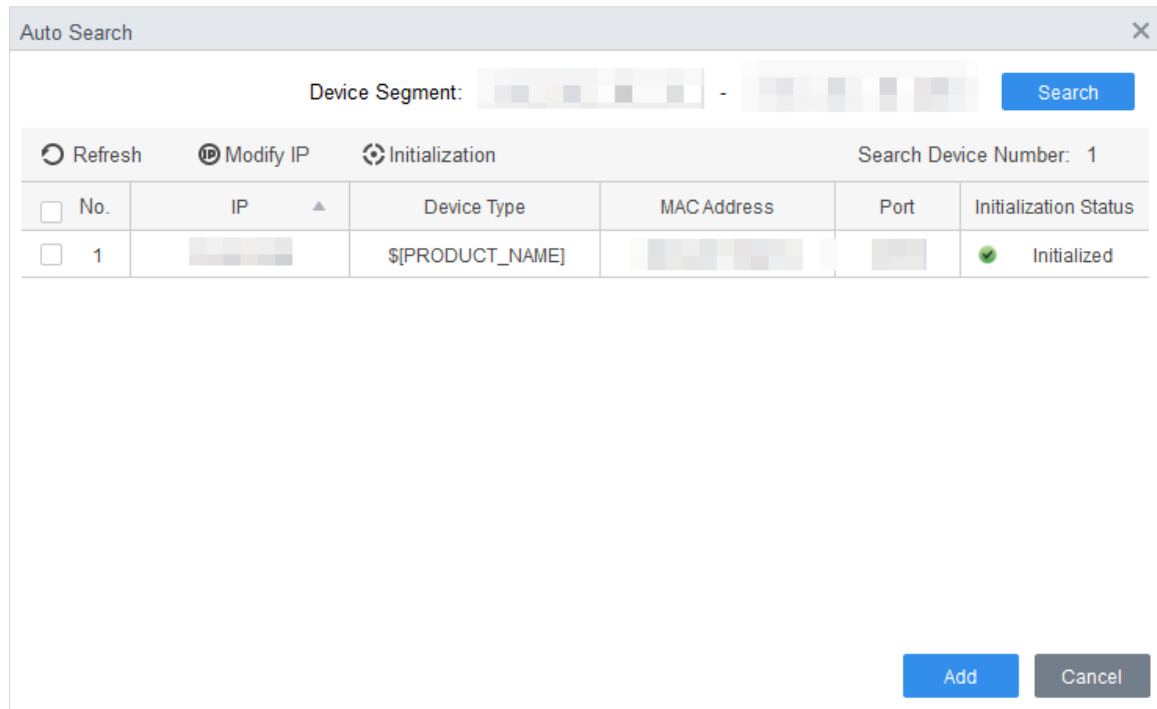 Auto Search
Device Segment: - Search
Refresh Modify IP Initialization Search Device Number: 1
No. IP Device Type MAC Address Port Initialization Status
1 $[PRODUCT_NAME] Initialized
Add Cancel